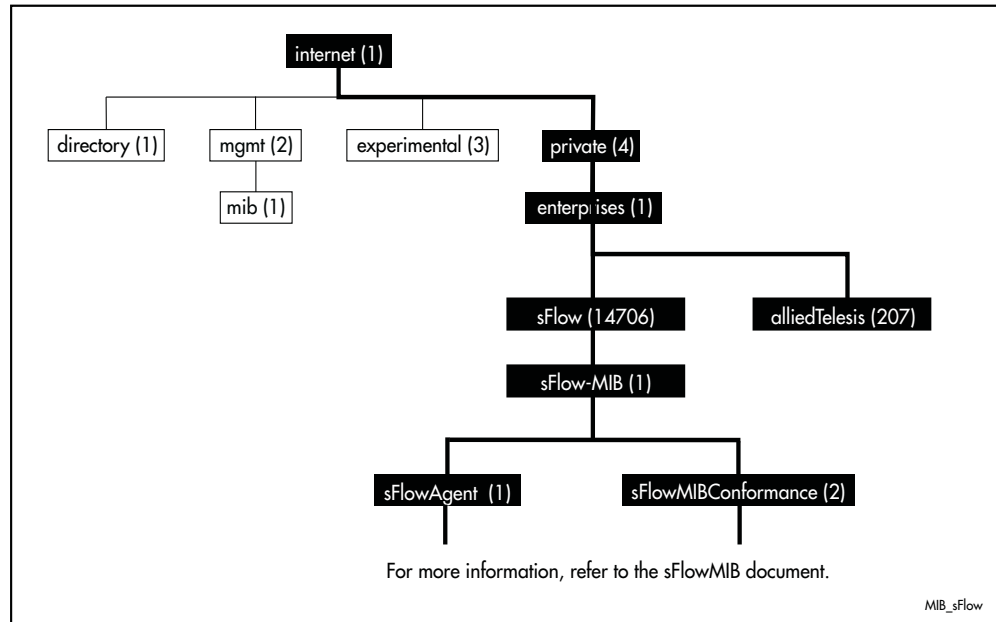 internet (1)
directory (1)
mgmt (2)
experimental (3)
private (4)
mib (1)
enterprises (1)
sFlow (14706)
alliedTelesis (207)
sFlow-MIB (1)
sFlowAgent (1)
sFlowMIBConformance (2)
For more information, refer to the sFlowMIB document.
MIB_sFlow